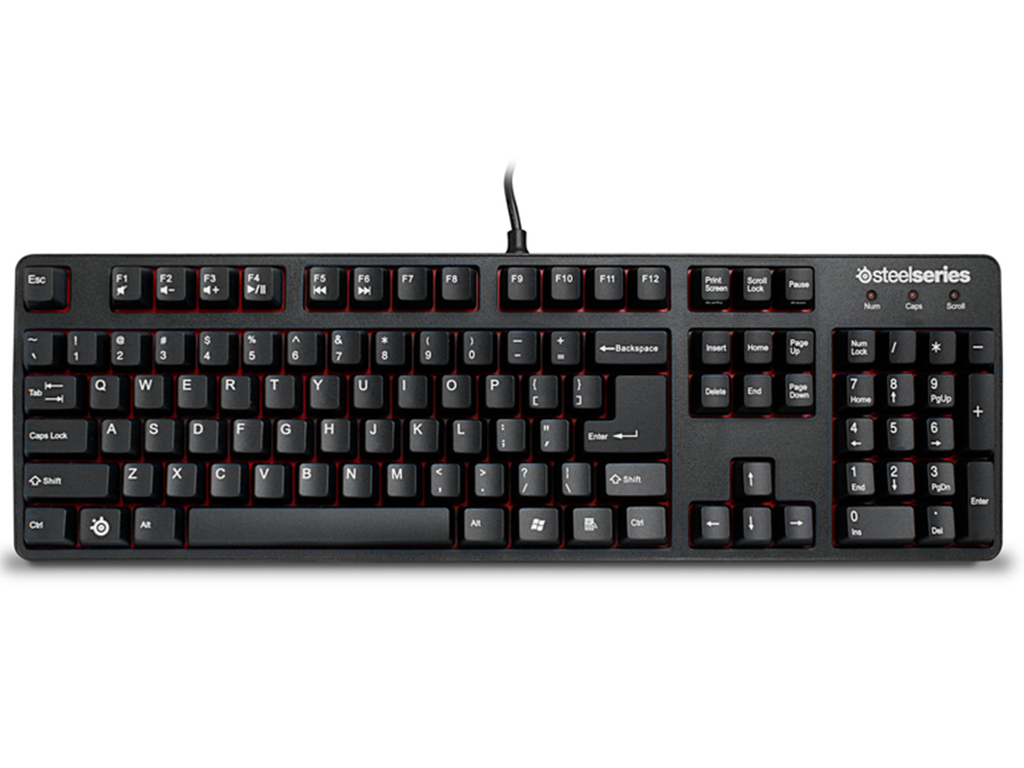 Esc F1 F2 F3 F4 F5 F6 F7 F8 F9 F10 F11 F12 Print Screen SysRq Scroll Lock Pause Break steelseries
Num Caps Scroll
~ ` ! 1 @ 2 # 3 $ 4 % 5 ^ 6 & 7 * 8 ( 9 ) 0 _ - + = ←Backspace Insert Home Page Up Num Lock / * −
Tab Q W E R T Y U I O P { [ } ] Delete End Page Down 7 Home 8 ↑ 9 PgUp +
Caps Lock A S D F G H J K L : ; " ' Enter 4 ← 5 6 →
Shift Z X C V B N M < , > . ? / | \ Shift ↑ 1 End 2 ↓ 3 PgDn Enter
Ctrl Alt Alt Ctrl ← ↓ → 0 Ins . Del